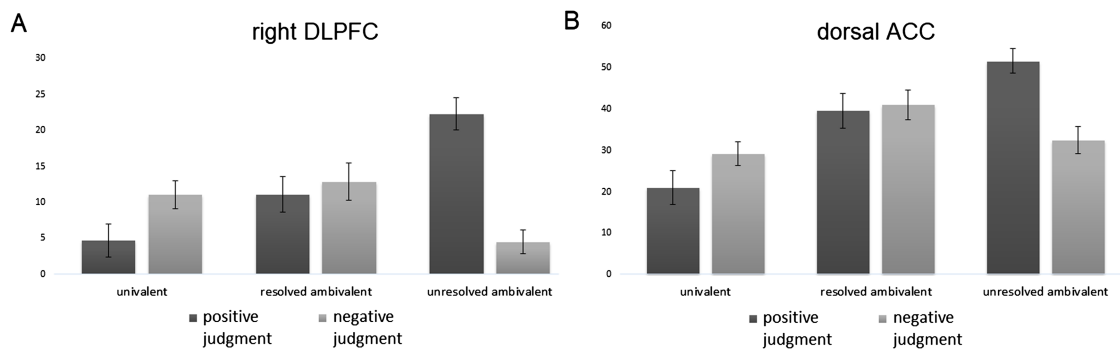 A
right DLPFC
30
25
20
15
10
5
0
univalent
resolved ambivalent
unresolved ambivalent
positive judgment
negative judgment
B
dorsal ACC
60
50
40
30
20
10
0
univalent
resolved ambivalent
unresolved ambivalent
positive judgment
negative judgment